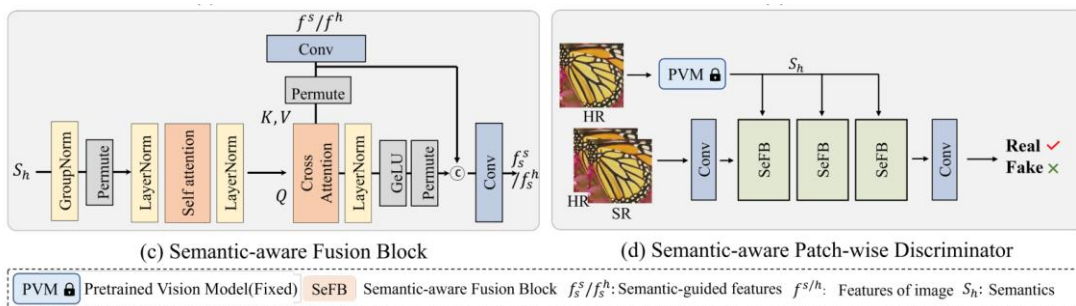 f^s/f^h
Conv
Permute
K,V
S_h
GroupNorm
Permute
LayerNorm
Self attention
LayerNorm
Q
Cross
Attention
LayerNorm
GeLU
Permute
C
Conv
f_s^s
/f_s^h
(c) Semantic-aware Fusion Block
HR
PVM
S_h
HR
SR
Conv
SeFB
SeFB
SeFB
Conv
Real
Fake
(d) Semantic-aware Patch-wise Discriminator
PVM Pretrained Vision Model(Fixed) SeFB Semantic-aware Fusion Block f_s^s/f_s^h: Semantic-guided features f^{s/h}: Features of image S_h: Semantics